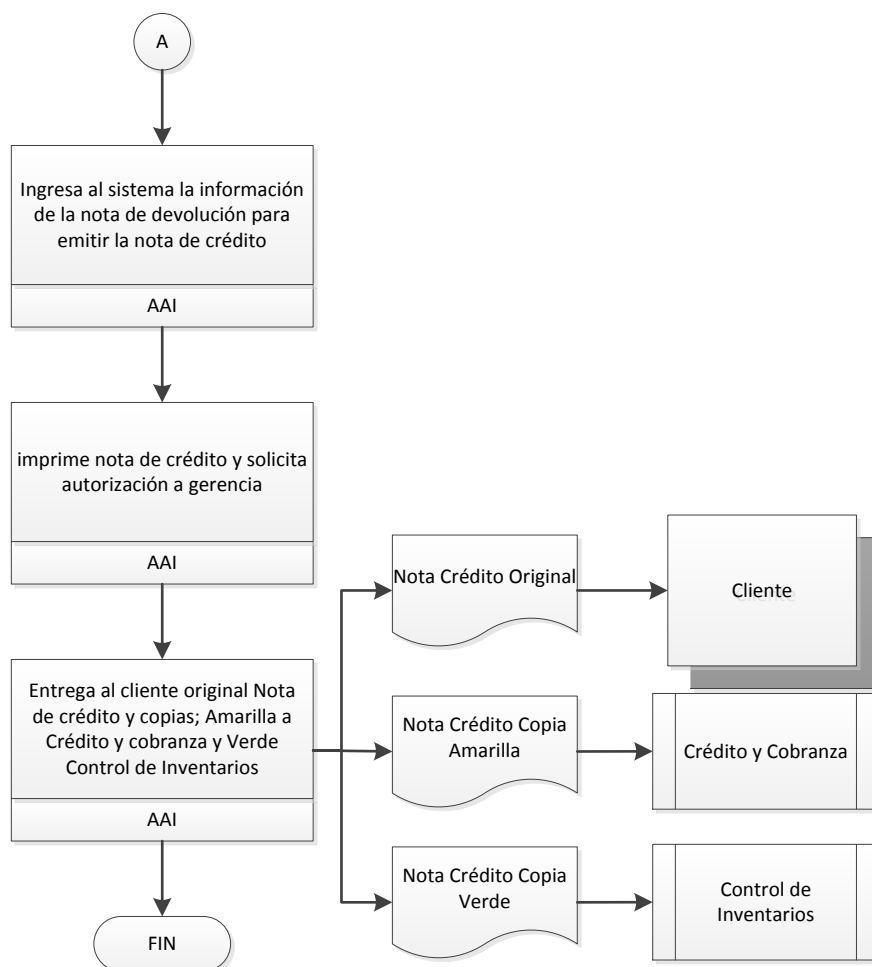 A
Ingresa al sistema la información
de la nota de devolución para
emitir la nota de crédito
AAI
imprime nota de crédito y solicita
autorización a gerencia
AAI
Entrega al cliente original Nota
de crédito y copias; Amarilla a
Crédito y cobranza y Verde
Control de Inventarios
AAI
FIN
Nota Crédito Original
Cliente
Nota Crédito Copia
Amarilla
Crédito y Cobranza
Nota Crédito Copia
Verde
Control de
Inventarios